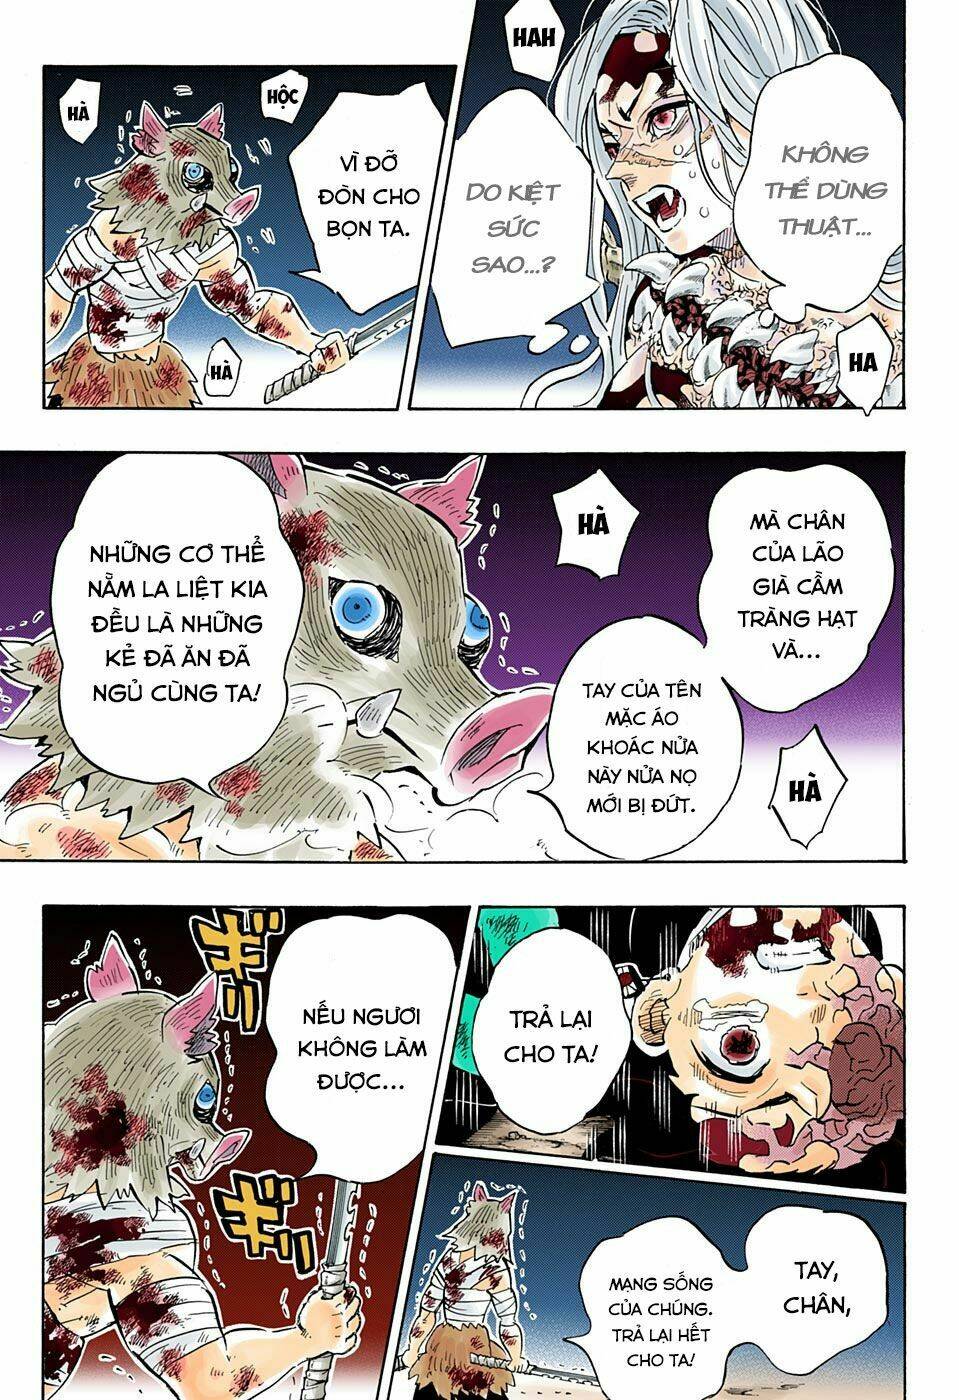 HAH
KHÔNG
THỂ DÙNG
THUẬT...
DO KIỆT
SỨC
SAO...?
HA
VÌ ĐỠ
ĐÒN CHO
BỌN TA.
HỘC
HÀ
HÀ
MÀ CHÂN
CỦA LÃO
GIÀ CẦM
TRÀNG HẠT
VÀ...
HÀ
TAY CỦA TÊN
MẶC ÁO
KHOÁC NỬA
NÀY NỬA NỌ
MỚI BỊ ĐỨT.
HÀ
NHỮNG CƠ THỂ
NẰM LA LIỆT KIA
ĐỀU LÀ NHỮNG
KẺ ĐÃ ĂN ĐÃ
NGỦ CÙNG TA!
TRẢ LẠI
CHO TA!
TAY,
CHÂN,
MẠNG SỐNG
CỦA CHÚNG.
TRẢ LẠI HẾT
CHO TA!
NẾU NGƯƠI
KHÔNG LÀM
ĐƯỢC...
ギー
ギー